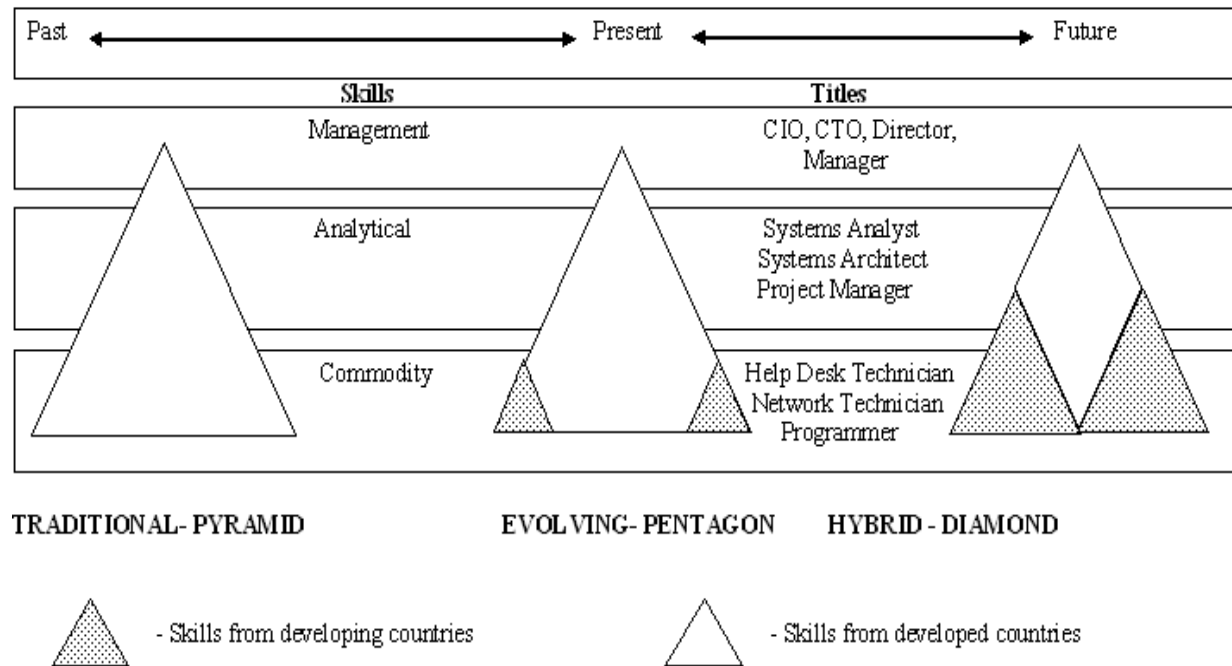 Past Present Future
Skills Titles
Management CIO, CTO, Director,
Manager
Analytical Systems Analyst
Systems Architect
Project Manager
Commodity Help Desk Technician
Network Technician
Programmer
TRADITIONAL- PYRAMID EVOLVING- PENTAGON HYBRID - DIAMOND
- Skills from developing countries - Skills from developed countries